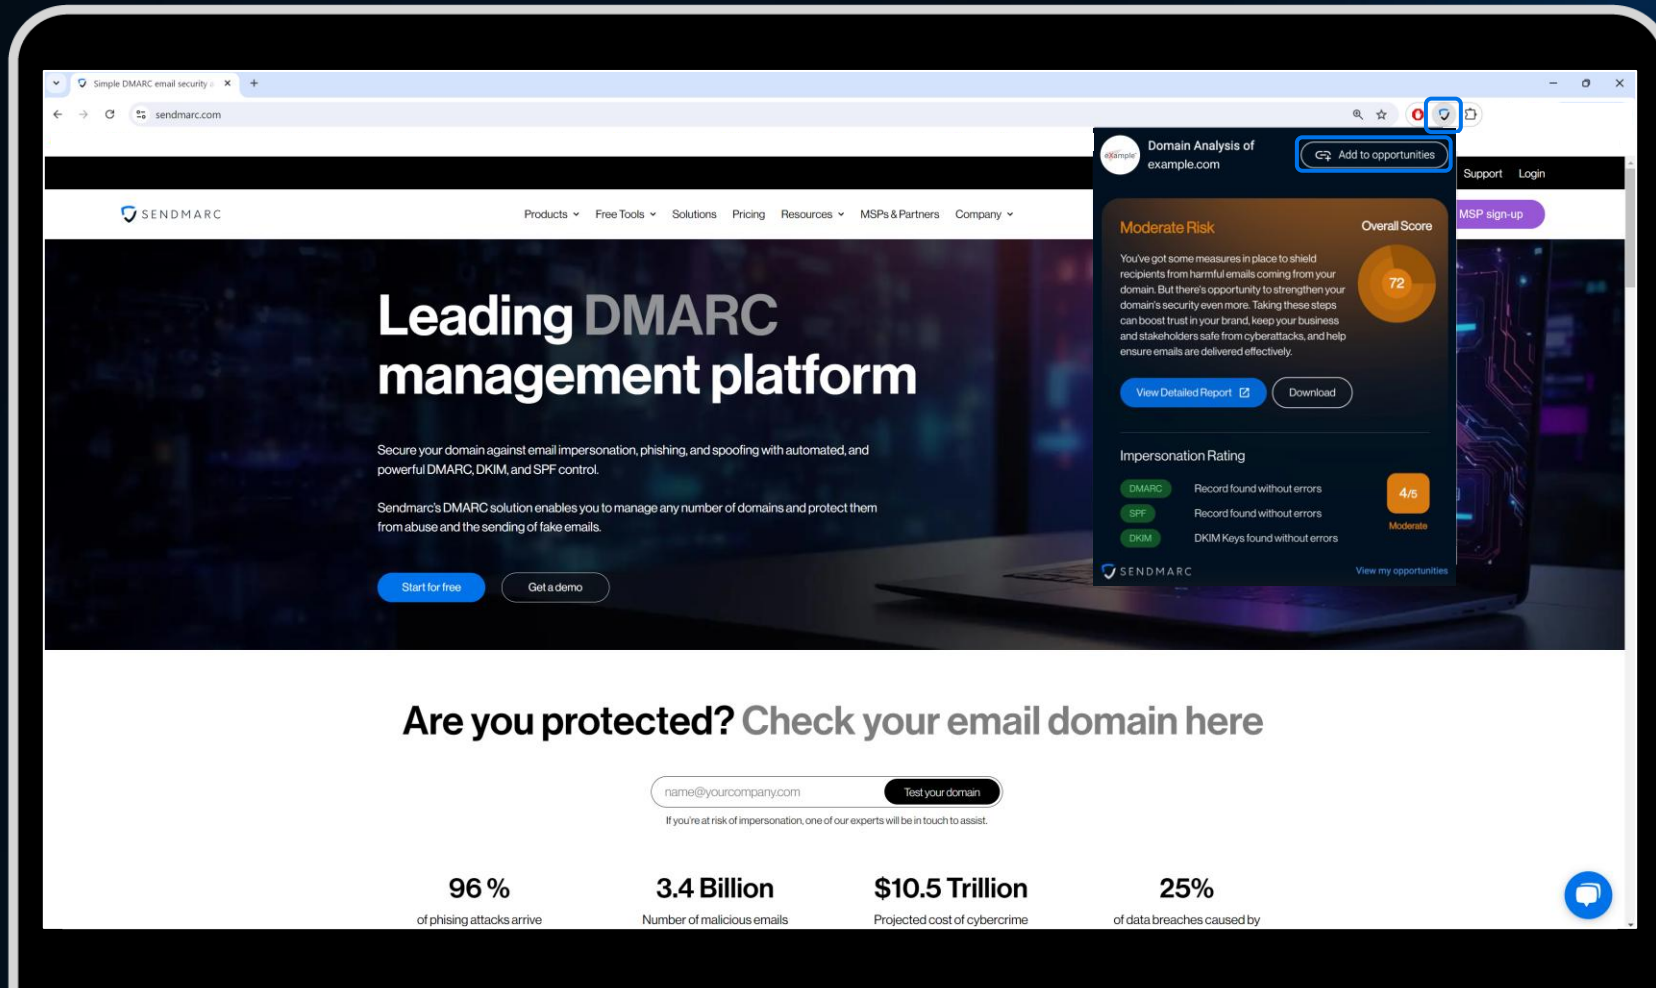 Simple DMARC email security a
sendmarc.com
eXample
Domain Analysis of
example.com
Add to opportunities
Support Login
SENDMARC
Products Free Tools Solutions Pricing Resources MSPs & Partners Company
MSP sign-up
Moderate Risk
Overall Score
You've got some measures in place to shield
recipients from harmful emails coming from your
domain. But there's opportunity to strengthen your
domain's security even more. Taking these steps
can boost trust in your brand, keep your business
and stakeholders safe from cyberattacks, and help
ensure emails are delivered effectively.
72
View Detailed Report
Download
Impersonation Rating
DMARC Record found without errors
SPF Record found without errors
DKIM DKIM Keys found without errors
4/5
Moderate
SENDMARC
View my opportunities
Leading DMARC
management platform
Secure your domain against email impersonation, phishing, and spoofing with automated, and
powerful DMARC, DKIM, and SPF control.
Sendmarc's DMARC solution enables you to manage any number of domains and protect them
from abuse and the sending of fake emails.
Start for free
Get a demo
Are you protected? Check your email domain here
name@yourcompany.com
Test your domain
If you're at risk of impersonation, one of our experts will be in touch to assist.
96 %
of phising attacks arrive
3.4 Billion
Number of malicious emails
$10.5 Trillion
Projected cost of cybercrime
25%
of data breaches caused by